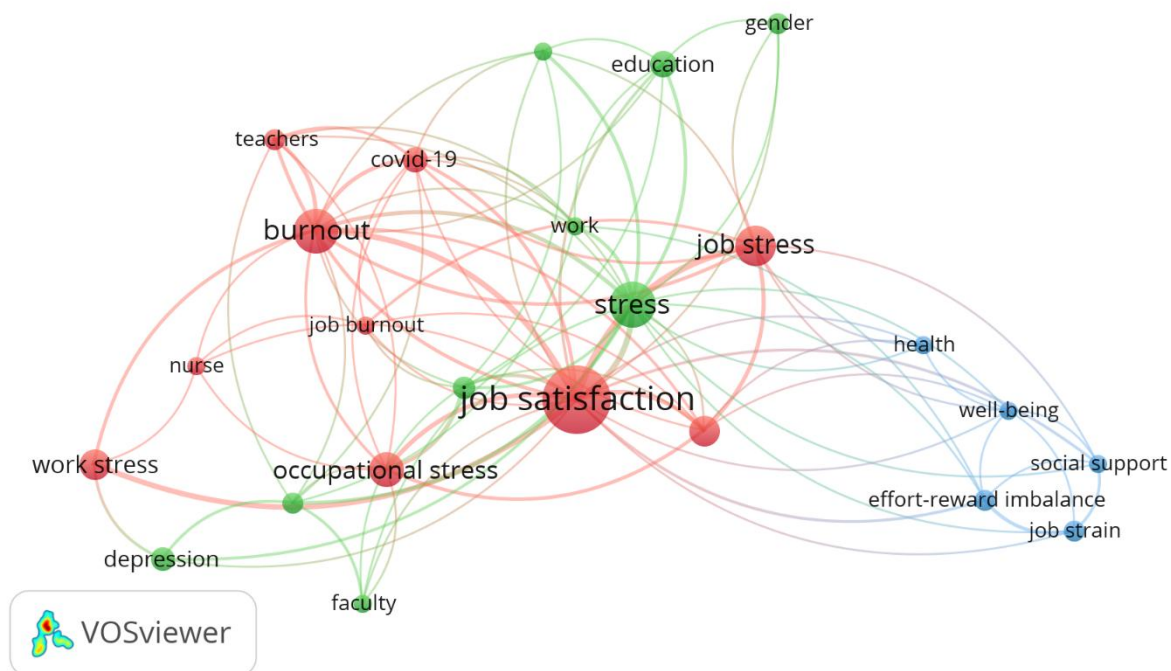 gender
education
teachers
covid-19
work
burnout
job stress
stress
job burnout
health
nurse
job satisfaction
well-being
work stress
occupational stress
social support
effort-reward imbalance
job strain
depression
faculty
VOSviewer